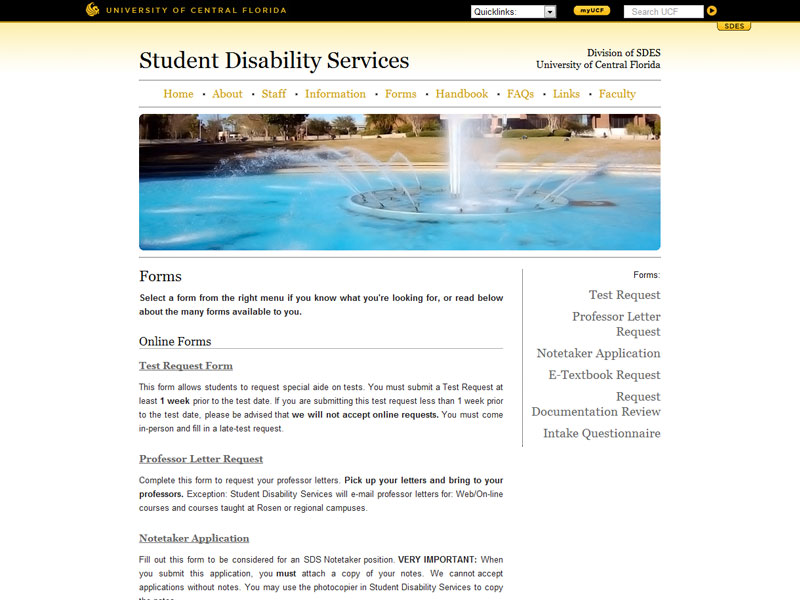 UNIVERSITY OF CENTRAL FLORIDA
Quicklinks:
myUCF
Search UCF
SDES
Student Disability Services
Division of SDES
University of Central Florida
Home • About • Staff • Information • Forms • Handbook • FAQs • Links • Faculty
Forms
Select a form from the right menu if you know what you're looking for, or read below
about the many forms available to you.
Online Forms
Test Request Form
This form allows students to request special aide on tests. You must submit a Test Request at
least 1 week prior to the test date. If you are submitting this test request less than 1 week prior
to the test date, please be advised that we will not accept online requests. You must come
in-person and fill in a late-test request.
Professor Letter Request
Complete this form to request your professor letters. Pick up your letters and bring to your
professors. Exception: Student Disability Services will e-mail professor letters for: Web/On-line
courses and courses taught at Rosen or regional campuses.
Notetaker Application
Fill out this form to be considered for an SDS Notetaker position. VERY IMPORTANT: When
you submit this application, you must attach a copy of your notes. We cannot accept
applications without notes. You may use the photocopier in Student Disability Services to copy
the notes.
Forms:
Test Request
Professor Letter
Request
Notetaker Application
E-Textbook Request
Request
Documentation Review
Intake Questionnaire